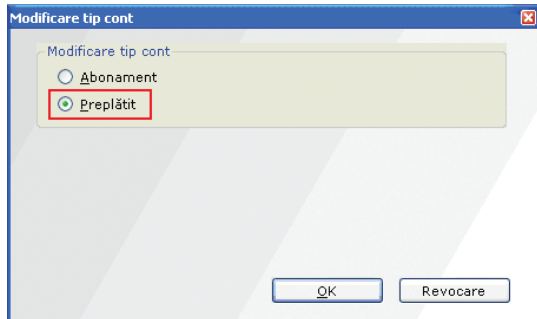 Modificare tip cont
Modificare tip cont
Abonament
Preplătit
OK
Revocare